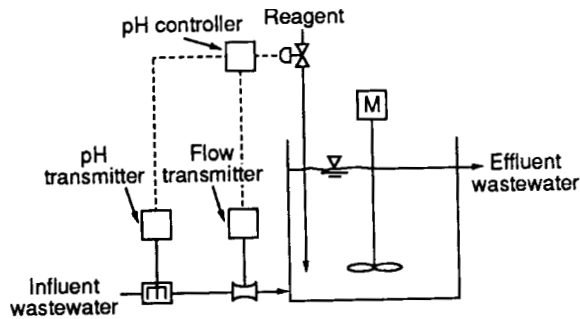 Reagent
pH controller
M
pH
transmitter
Flow
transmitter
Effluent
wastewater
Influent
wastewater